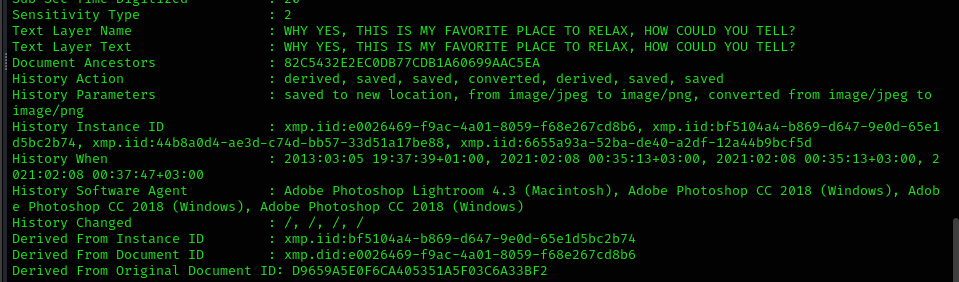 Sub Sec Time Digitized          : 20
Sensitivity Type                : 2
Text Layer Name                 : WHY YES, THIS IS MY FAVORITE PLACE TO RELAX, HOW COULD YOU TELL?
Text Layer Text                 : WHY YES, THIS IS MY FAVORITE PLACE TO RELAX, HOW COULD YOU TELL?
Document Ancestors              : 82C5432E2EC0DB77CDB1A60699AAC5EA
History Action                  : derived, saved, saved, converted, derived, saved, saved
History Parameters              : saved to new location, from image/jpeg to image/png, converted from image/jpeg to
image/png
History Instance ID             : xmp.iid:e0026469-f9ac-4a01-8059-f68e267cd8b6, xmp.iid:bf5104a4-b869-d647-9e0d-65e1
d5bc2b74, xmp.iid:44b8a0d4-ae3d-c74d-bb57-33d51a17be88, xmp.iid:6655a93a-52ba-de40-a2df-12a44b9bcf5d
History When                    : 2013:03:05 19:37:39+01:00, 2021:02:08 00:35:13+03:00, 2021:02:08 00:35:13+03:00, 2
021:02:08 00:37:47+03:00
History Software Agent          : Adobe Photoshop Lightroom 4.3 (Macintosh), Adobe Photoshop CC 2018 (Windows), Adob
e Photoshop CC 2018 (Windows), Adobe Photoshop CC 2018 (Windows)
History Changed                 : /, /, /, /
Derived From Instance ID        : xmp.iid:bf5104a4-b869-d647-9e0d-65e1d5bc2b74
Derived From Document ID        : xmp.did:e0026469-f9ac-4a01-8059-f68e267cd8b6
Derived From Original Document ID: D9659A5E0F6CA405351A5F03C6A33BF2